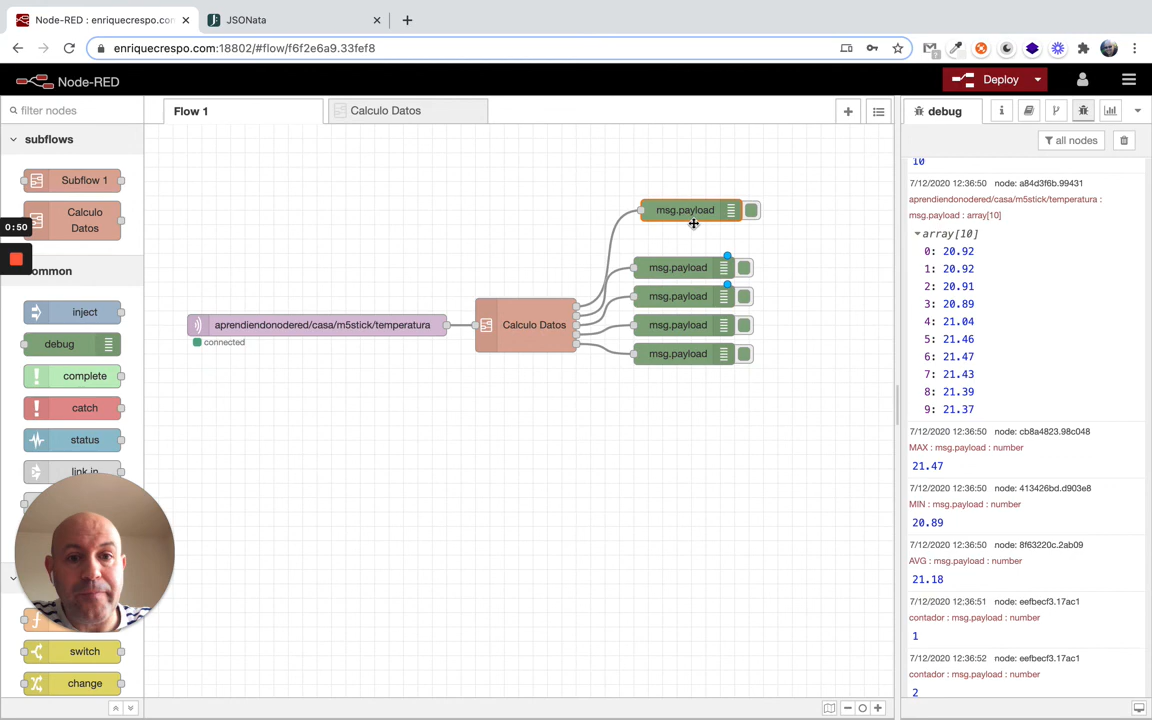 Node-RED : enriquecrespo.con
JSONata
enriquecrespo.com:18802/#flow/f6f2e6a9.33fef8
Node-RED
Deploy
filter nodes
Flow 1
Calculo Datos
debug
all nodes
subflows
Subflow 1
Calculo
Datos
0:50
common
inject
debug
complete
catch
status
link in
switch
change
msg.payload
msg.payload
msg.payload
msg.payload
msg.payload
aprendiendonodered/casa/m5stick/temperatura
connected
Calculo Datos
10
7/12/2020 12:36:50 node: a84d3f6b.99431
aprendiendonodered/casa/m5stick/temperatura :
msg.payload : array[10]
array[10]
0: 20.92
1: 20.92
2: 20.91
3: 20.89
4: 21.04
5: 21.46
6: 21.47
7: 21.43
8: 21.39
9: 21.37
7/12/2020 12:36:50 node: cb8a4823.98c048
MAX : msg.payload : number
21.47
7/12/2020 12:36:50 node: 413426bd.d903e8
MIN : msg.payload : number
20.89
7/12/2020 12:36:50 node: 8f63220c.2ab09
AVG : msg.payload : number
21.18
7/12/2020 12:36:51 node: eefbecf3.17ac1
contador : msg.payload : number
1
7/12/2020 12:36:52 node: eefbecf3.17ac1
contador : msg.payload : number
2